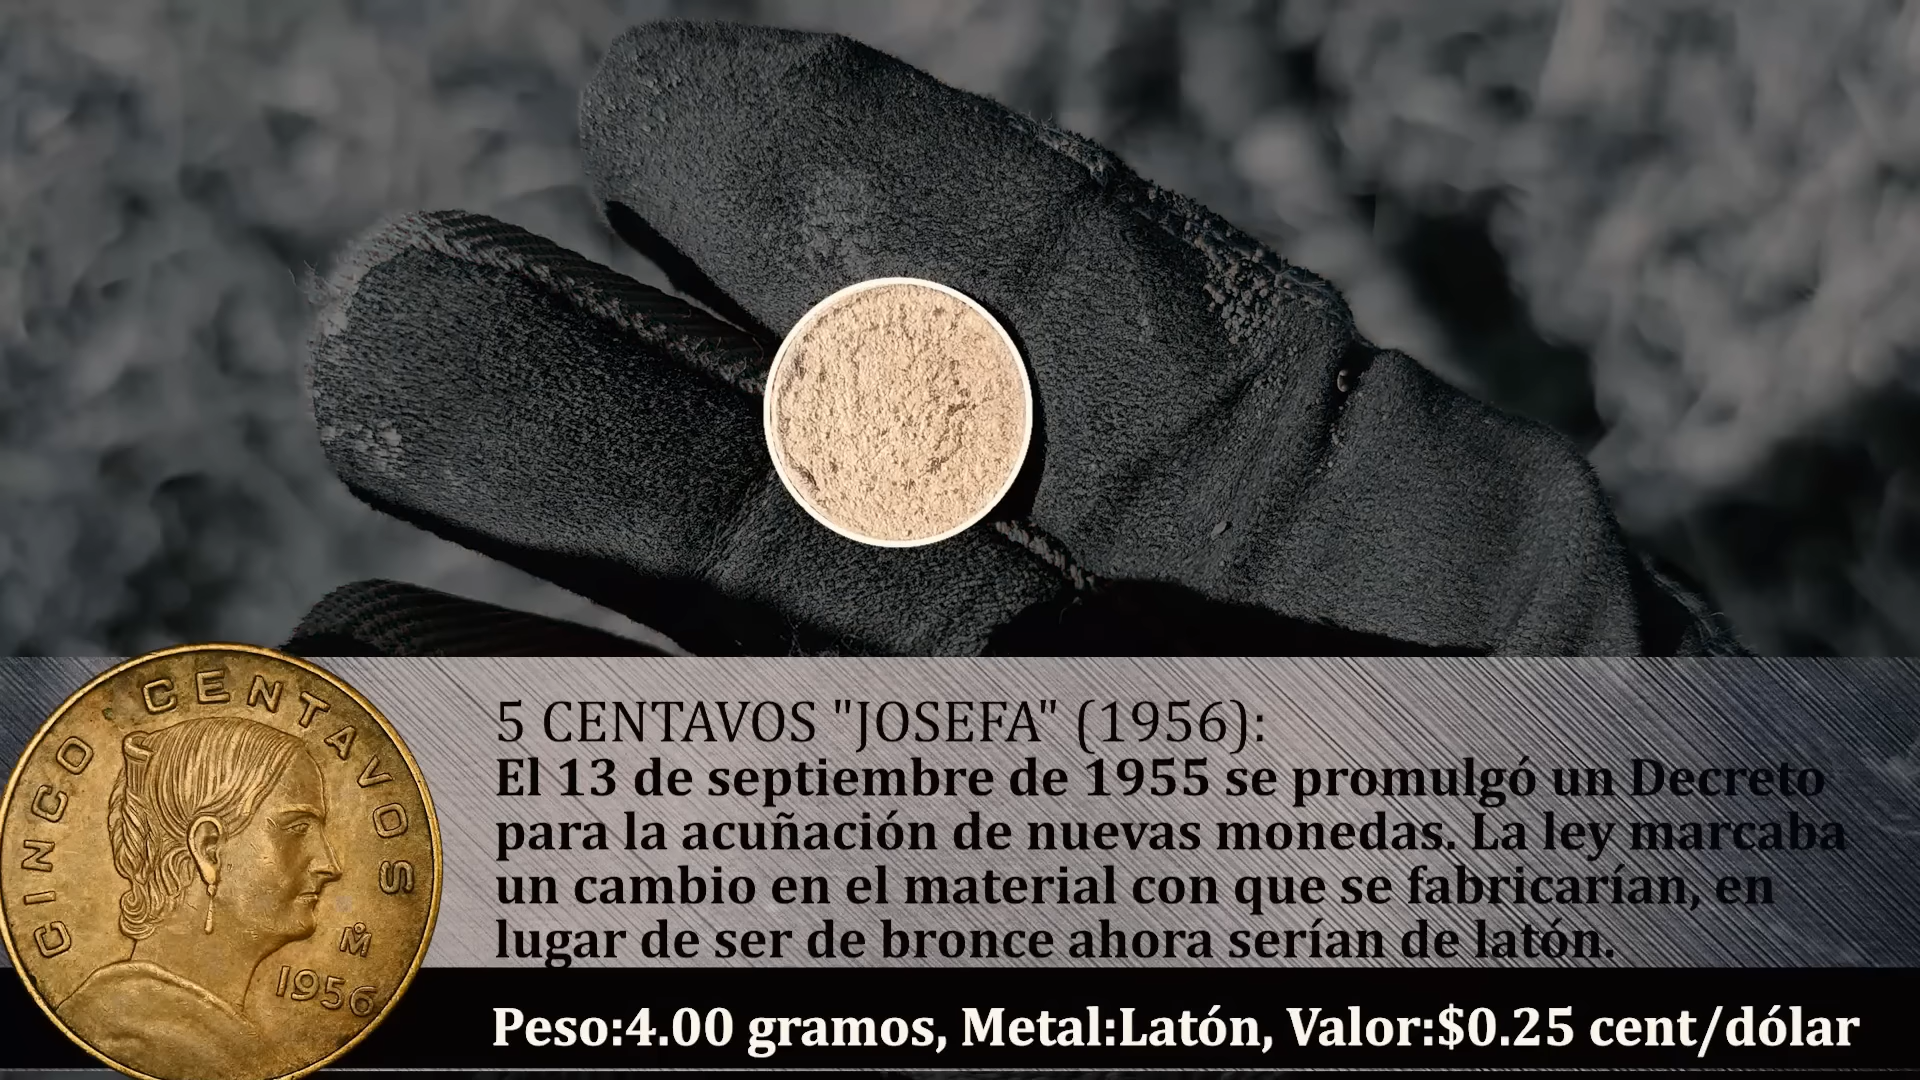 5 CENTAVOS "JOSEFA" (1956):
El 13 de septiembre de 1955 se promulgó un Decreto
para la acuñación de nuevas monedas. La ley marcaba
un cambio en el material con que se fabricarían, en
lugar de ser de bronce ahora serían de latón.
Peso:4.00 gramos, Metal:Latón, Valor:$0.25 cent/dólar
CINCO CENTAVOS
M̊
1956